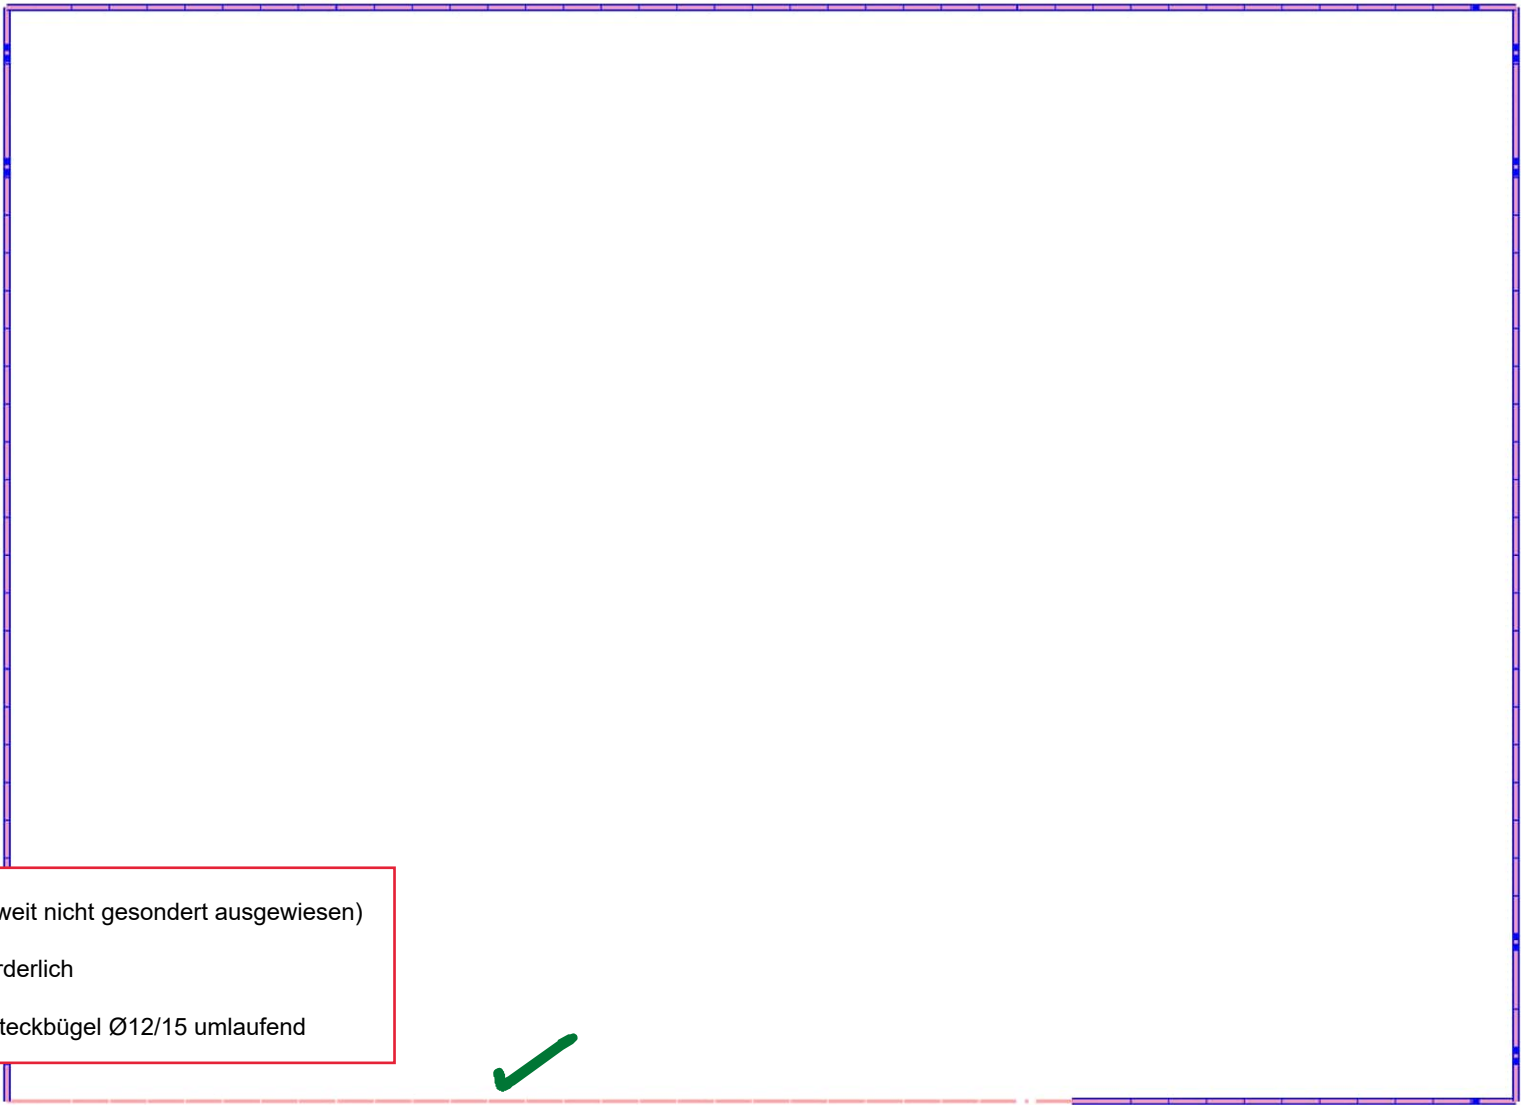 weit nicht gesondert ausgewiesen)
rderlich
teckbügel Ø12/15 umlaufend